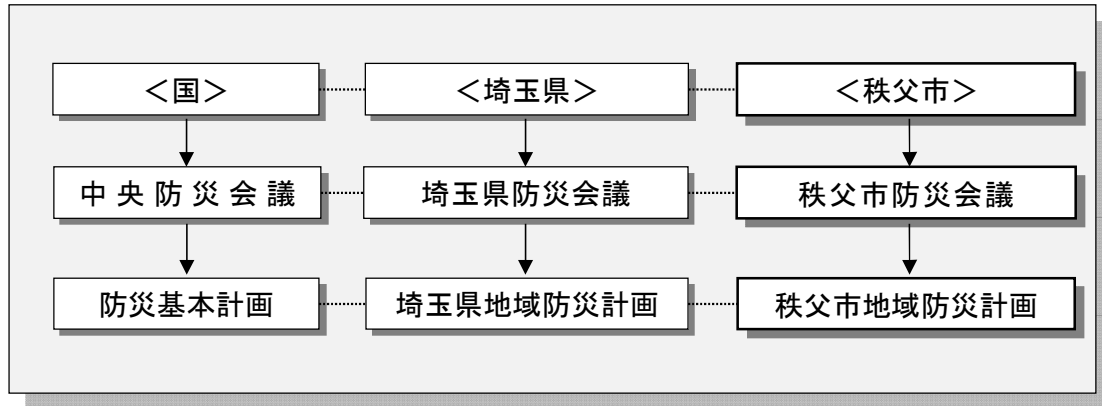 ＜国＞
＜埼玉県＞
＜秩父市＞
中央防災会議
埼玉県防災会議
秩父市防災会議
防災基本計画
埼玉県地域防災計画
秩父市地域防災計画